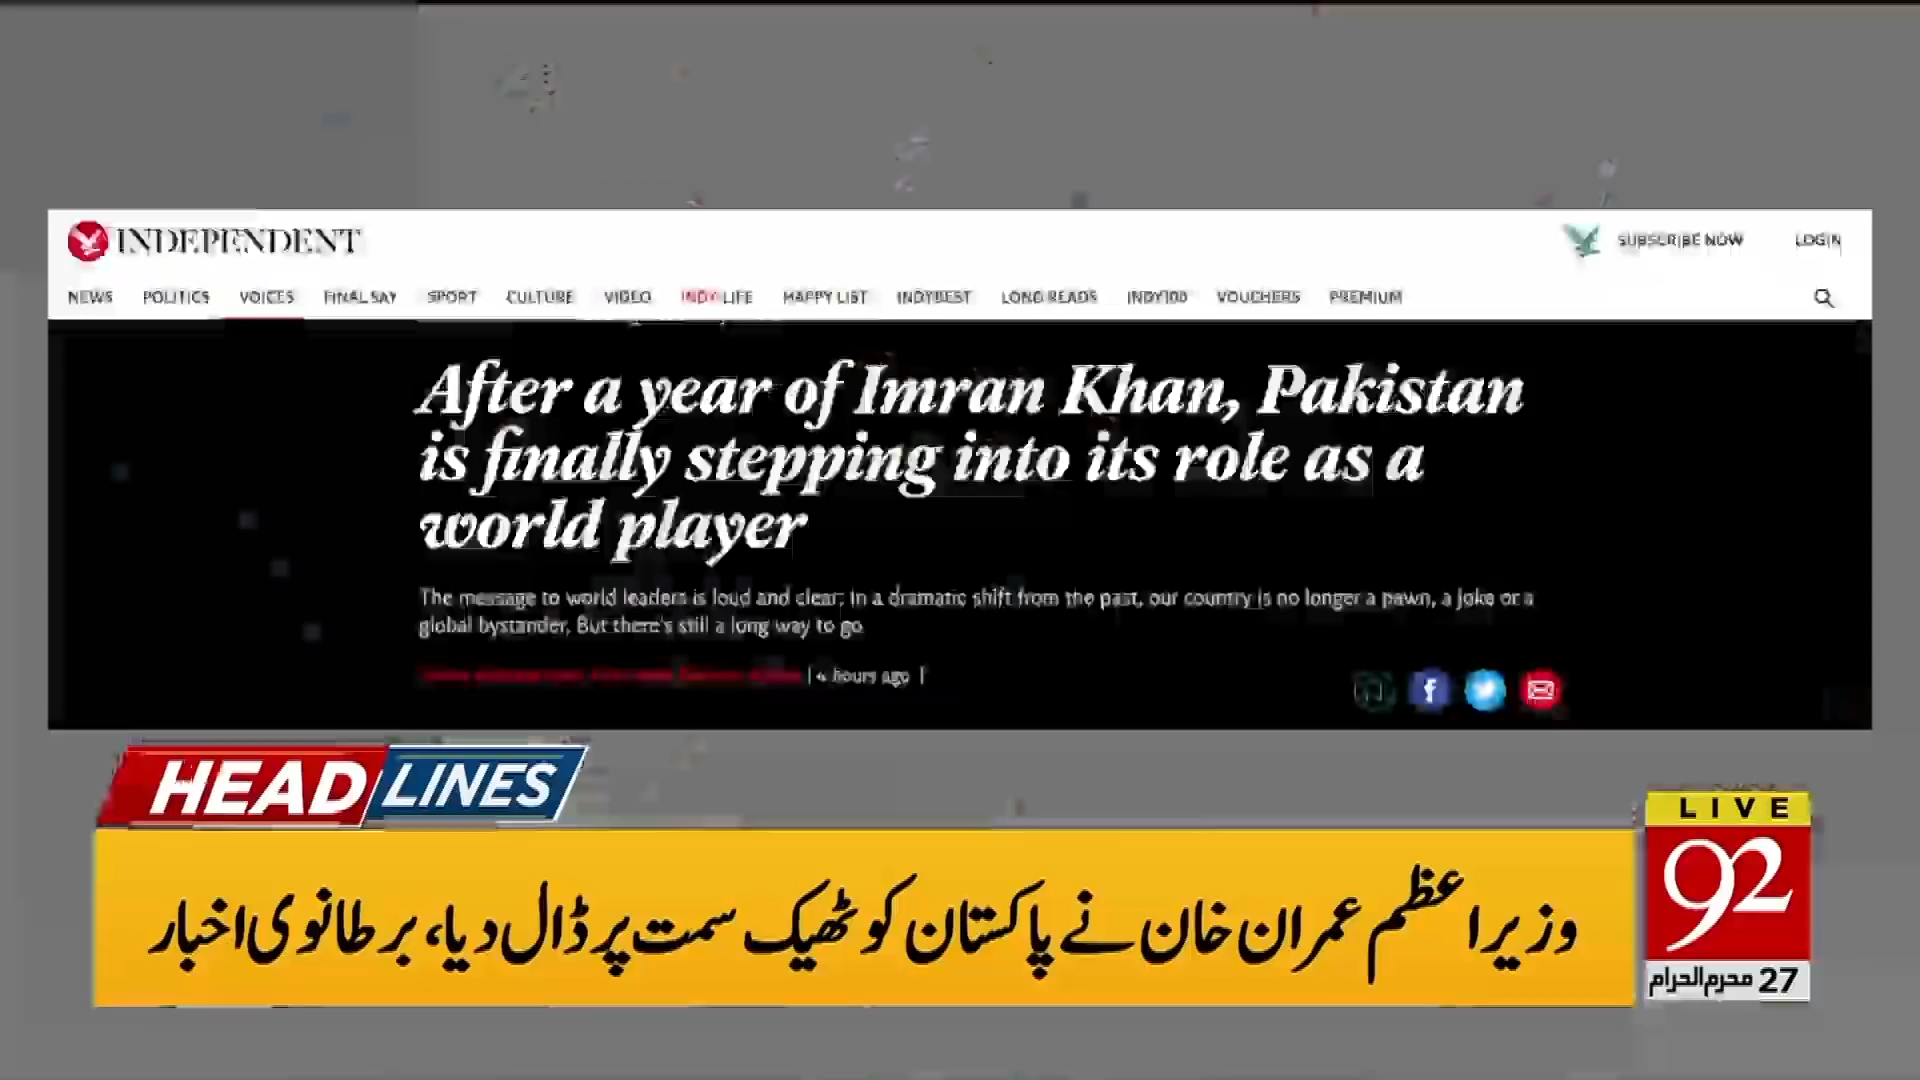 INDEPENDENT
SUBSCRIBE NOW LOGIN
NEWS POLITICS VOICES FINAL SAY SPORT CULTURE VIDEO INDY/LIFE HAPPY LIST INDYBEST LONG READS INDY100 VOUCHERS PREMIUM
After a year of Imran Khan, Pakistan
is finally stepping into its role as a
world player
The message to world leaders is loud and clear: in a dramatic shift from the past, our country is no longer a pawn, a joke or a
global bystander. But there's still a long way to go
| 4 hours ago |
HEADLINES
LIVE
92
وزیراعظم عمران خان نے پاکستان کو ٹھیک سمت پر ڈال دیا، برطانوی اخبار
27 محرم الحرام